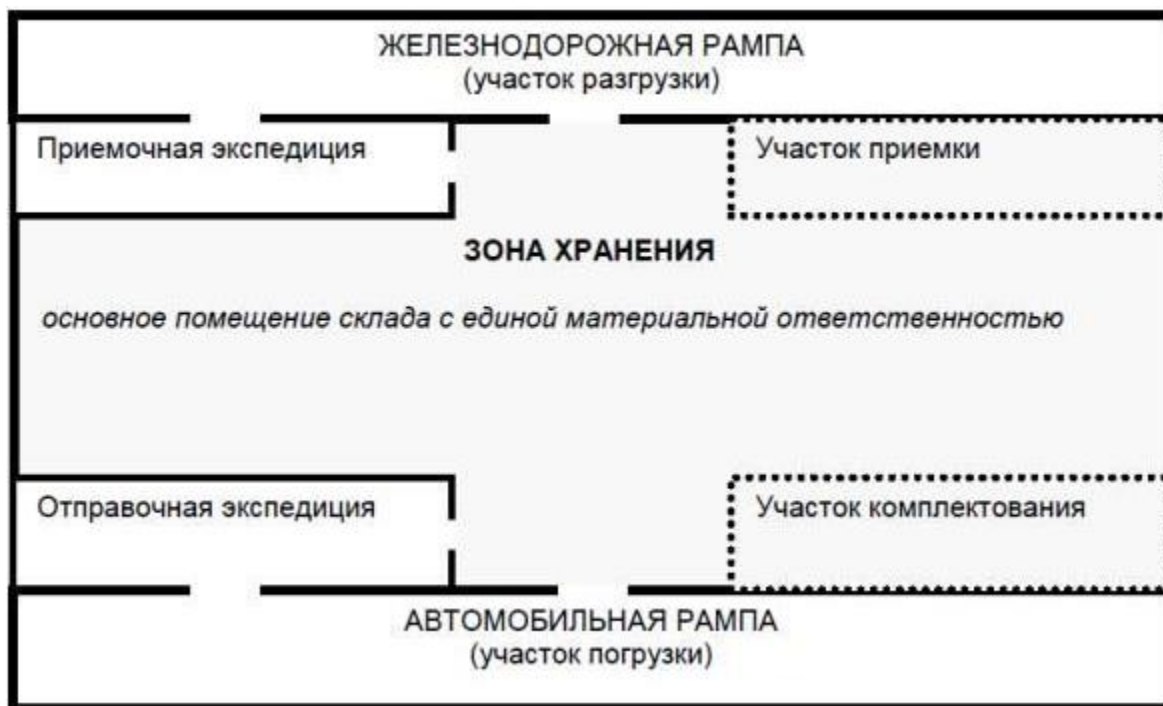 ЖЕЛЕЗНОДОРОЖНАЯ РАМПА
(участок разгрузки)
Приемочная экспедиция
Участок приемки
ЗОНА ХРАНЕНИЯ
основное помещение склада с единой материальной ответственностью
Отправочная экспедиция
Участок комплектования
АВТОМОБИЛЬНАЯ РАМПА
(участок погрузки)